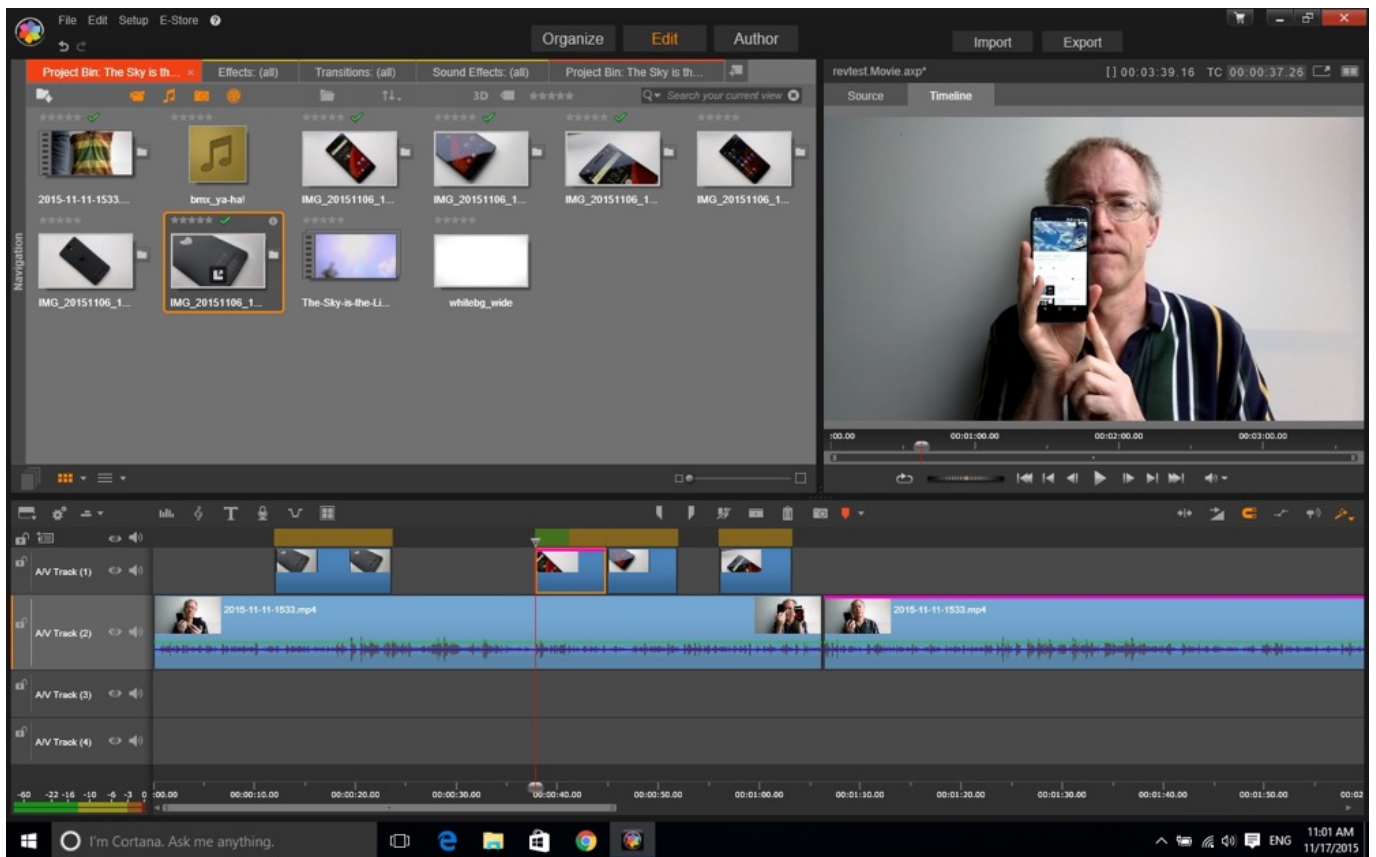 File Edit Setup E-Store ?
Organize Edit Author
Import Export
Project Bin: The Sky is th... × Effects: (all) Transitions: (all) Sound Effects: (all) Project Bin: The Sky is th...
revtest.Movie.axp* [ ] 00:03:39.16 TC 00:00:37.26
3D Search your current view
Source Timeline
2015-11-11-1533.... bmx_ya-ha! IMG_20151106_1... IMG_20151106_1... IMG_20151106_1... IMG_20151106_1...
Navigation
IMG_20151106_1... IMG_20151106_1... The-Sky-is-the-Li... whitebg_wide
:00.00 00:01:00.00 00:02:00.00 00:03:00.00
T
A/V Track (1)
A/V Track (2) 2015-11-11-1533.mp4 2015-11-11-1533.mp4
A/V Track (3)
A/V Track (4)
-60 -22 -16 -10 -6 -3 0 :00.00 00:00:10.00 00:00:20.00 00:00:30.00 00:00:40.00 00:00:50.00 00:01:00.00 00:01:10.00 00:01:20.00 00:01:30.00 00:01:40.00 00:01:50.00 00:02
I'm Cortana. Ask me anything. ENG 11:01 AM
11/17/2015